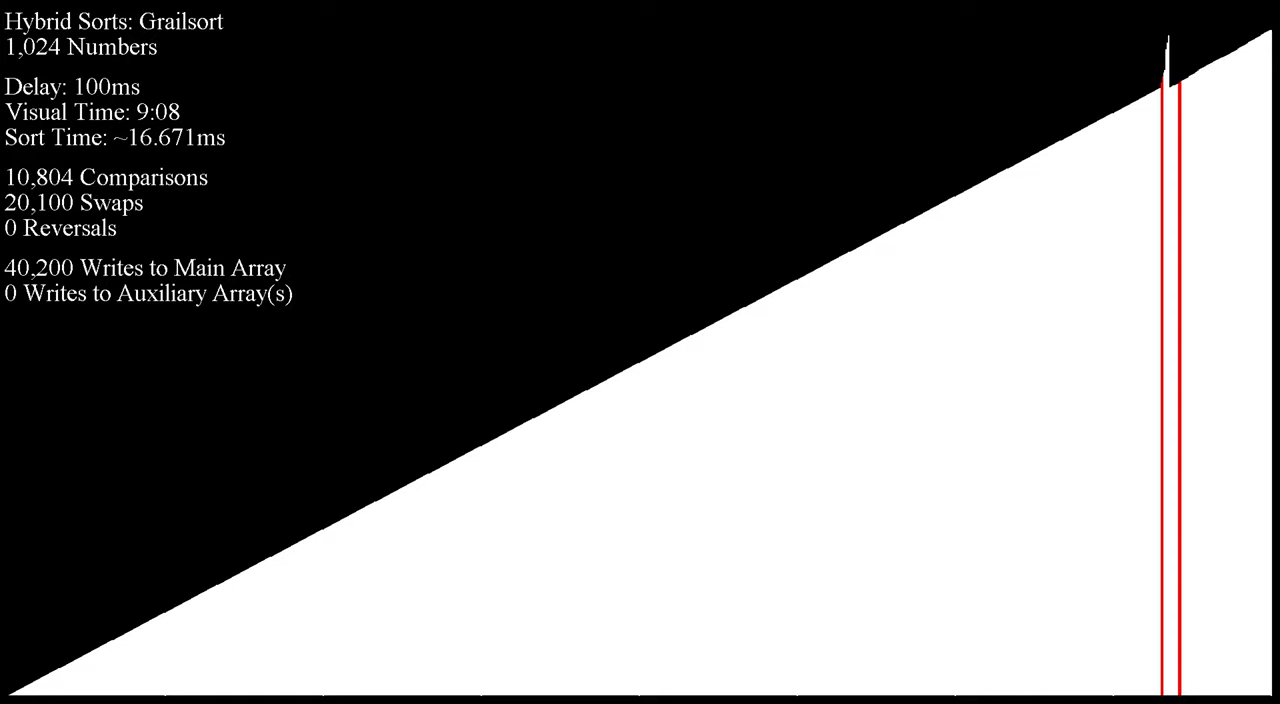 Hybrid Sorts: Grailsort
1,024 Numbers
Delay: 100ms
Visual Time: 9:08
Sort Time: ~16.671ms
10,804 Comparisons
20,100 Swaps
0 Reversals
40,200 Writes to Main Array
0 Writes to Auxiliary Array(s)